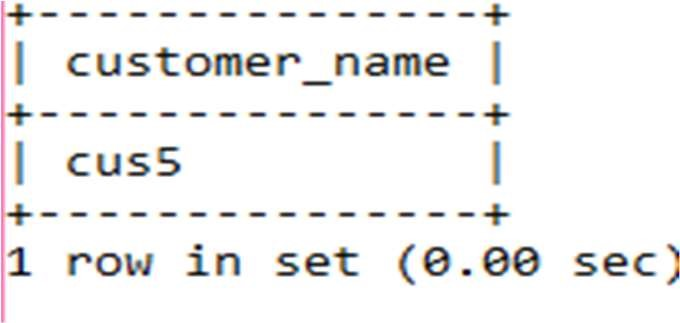 +----------------+
| customer_name |
+----------------+
| cus5          |
+----------------+
1 row in set (0.00 sec)